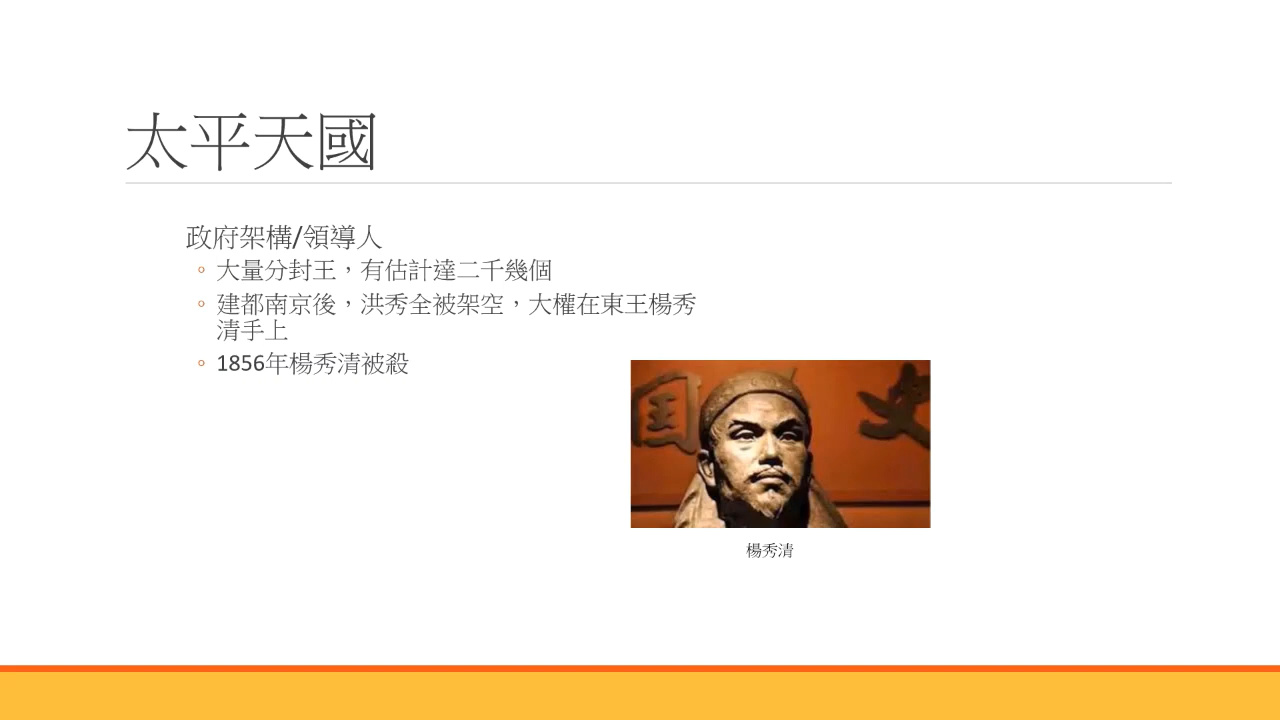 太平天國
政府架構/領導人
◦ 大量分封王，有估計達二千幾個
◦ 建都南京後，洪秀全被架空，大權在東王楊秀
清手上
◦ 1856年楊秀清被殺
国 史
楊秀清